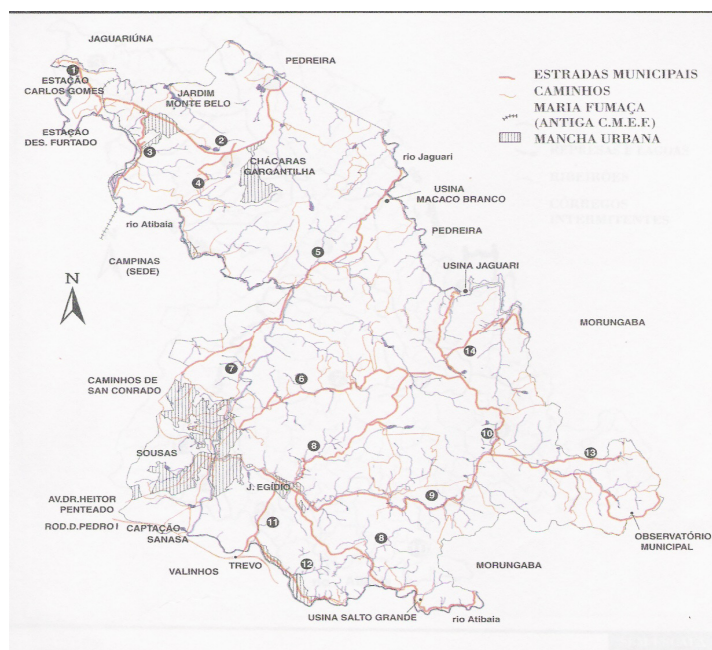 JAGUARIÚNA
PEDREIRA
1
ESTAÇÃO
CARLOS GOMES
JARDIM
MONTE BELO
ESTRADAS MUNICIPAIS
CAMINHOS
MARIA FUMAÇA
(ANTIGA C.M.E.F.)
MANCHA URBANA
ESTAÇÃO
DES. FURTADO
2
3
4
CHÁCARAS
GARGANTILHA
rio Jaguari
USINA
MACACO BRANCO
rio Atibaia
PEDREIRA
CAMPINAS
(SEDE)
5
USINA JAGUARI
N
MORUNGABA
14
7
6
CAMINHOS DE
SAN CONRADO
10
8
SOUSAS
13
J. EGÍDIO
9
AV.DR.HEITOR
PENTEADO
ROD.D.PEDRO I
CAPTAÇÃO
SANASA
11
8
OBSERVATÓRIO
MUNICIPAL
TREVO
VALINHOS
12
MORUNGABA
USINA SALTO GRANDE
rio Atibaia